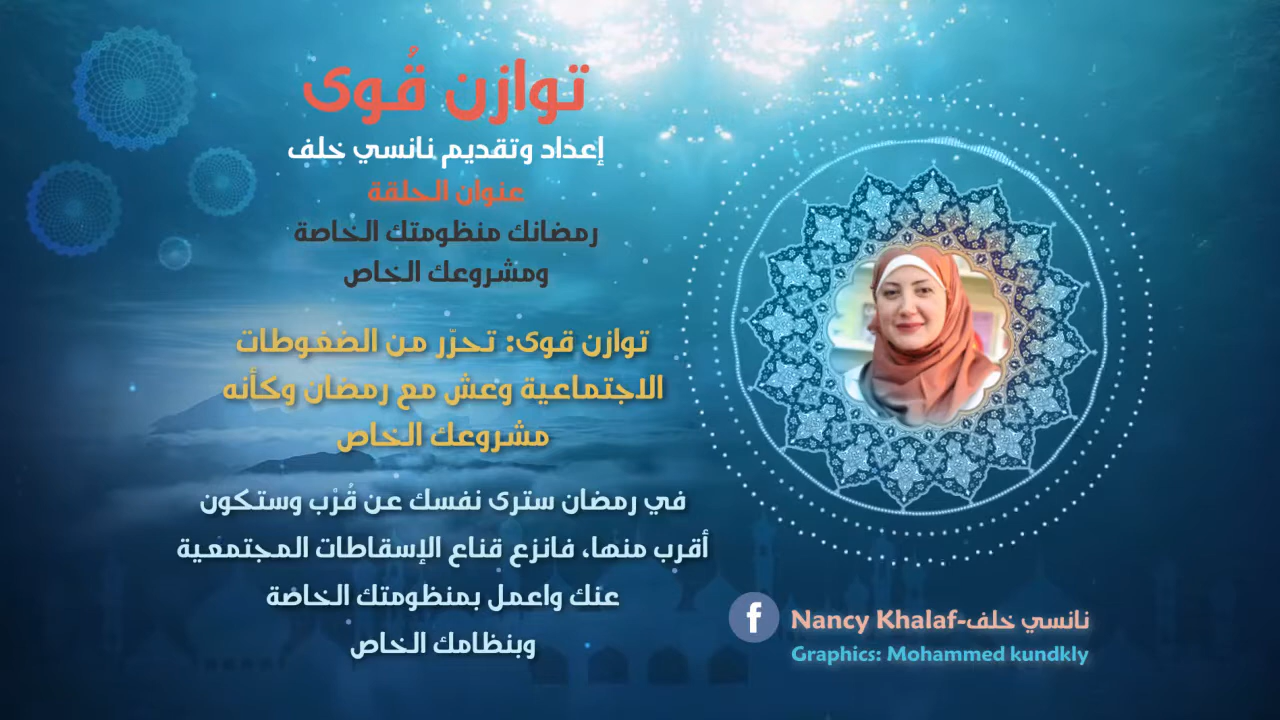 توازن قُوى
إعداد وتقديم نانسي خلف
عنوان الحلقة
رمضانك منظومتك الخاصة
ومشروعك الخاص
توازن قوى: تحرّر من الضغوطات
الاجتماعية وعش مع رمضان وكأنه
مشروعك الخاص
في رمضان سترى نفسك عن قُرْب وستكون
أقرب منها، فانزع قناع الإسقاطات المجتمعية
عنك واعمل بمنظومتك الخاصة
وبنظامك الخاص
f
Nancy Khalaf-نانسي خلف
Graphics: Mohammed kundkly